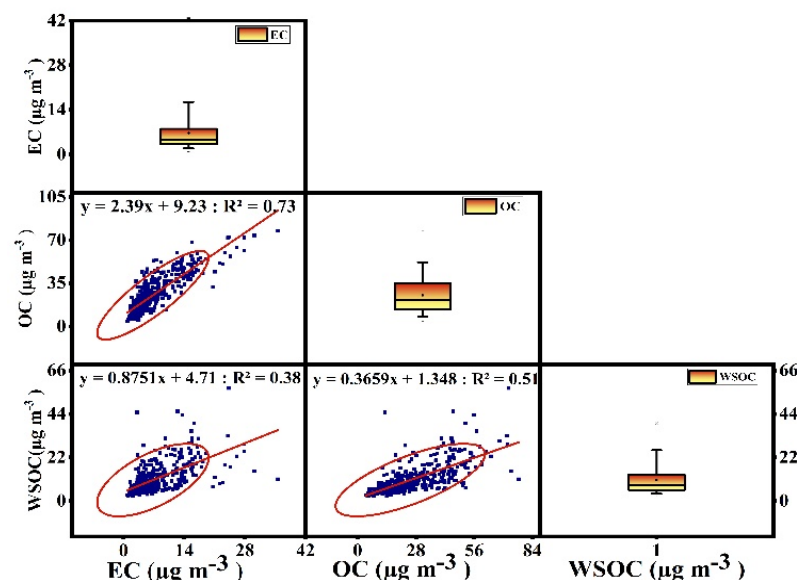 42
28
14
0
EC (µg m⁻³)
EC
105
70
35
0
OC (µg m⁻³)
y = 2.39x + 9.23 : R² = 0.73
OC
66
44
22
0
WSOC(µg m⁻³)
y = 0.8751x + 4.71 : R² = 0.38
y = 0.3659x + 1.348 : R² = 0.51
WSOC
66
44
22
0
0 14 28 42
0 28 56 84
1
EC (µg m⁻³)
OC (µg m⁻³)
WSOC (µg m⁻³)